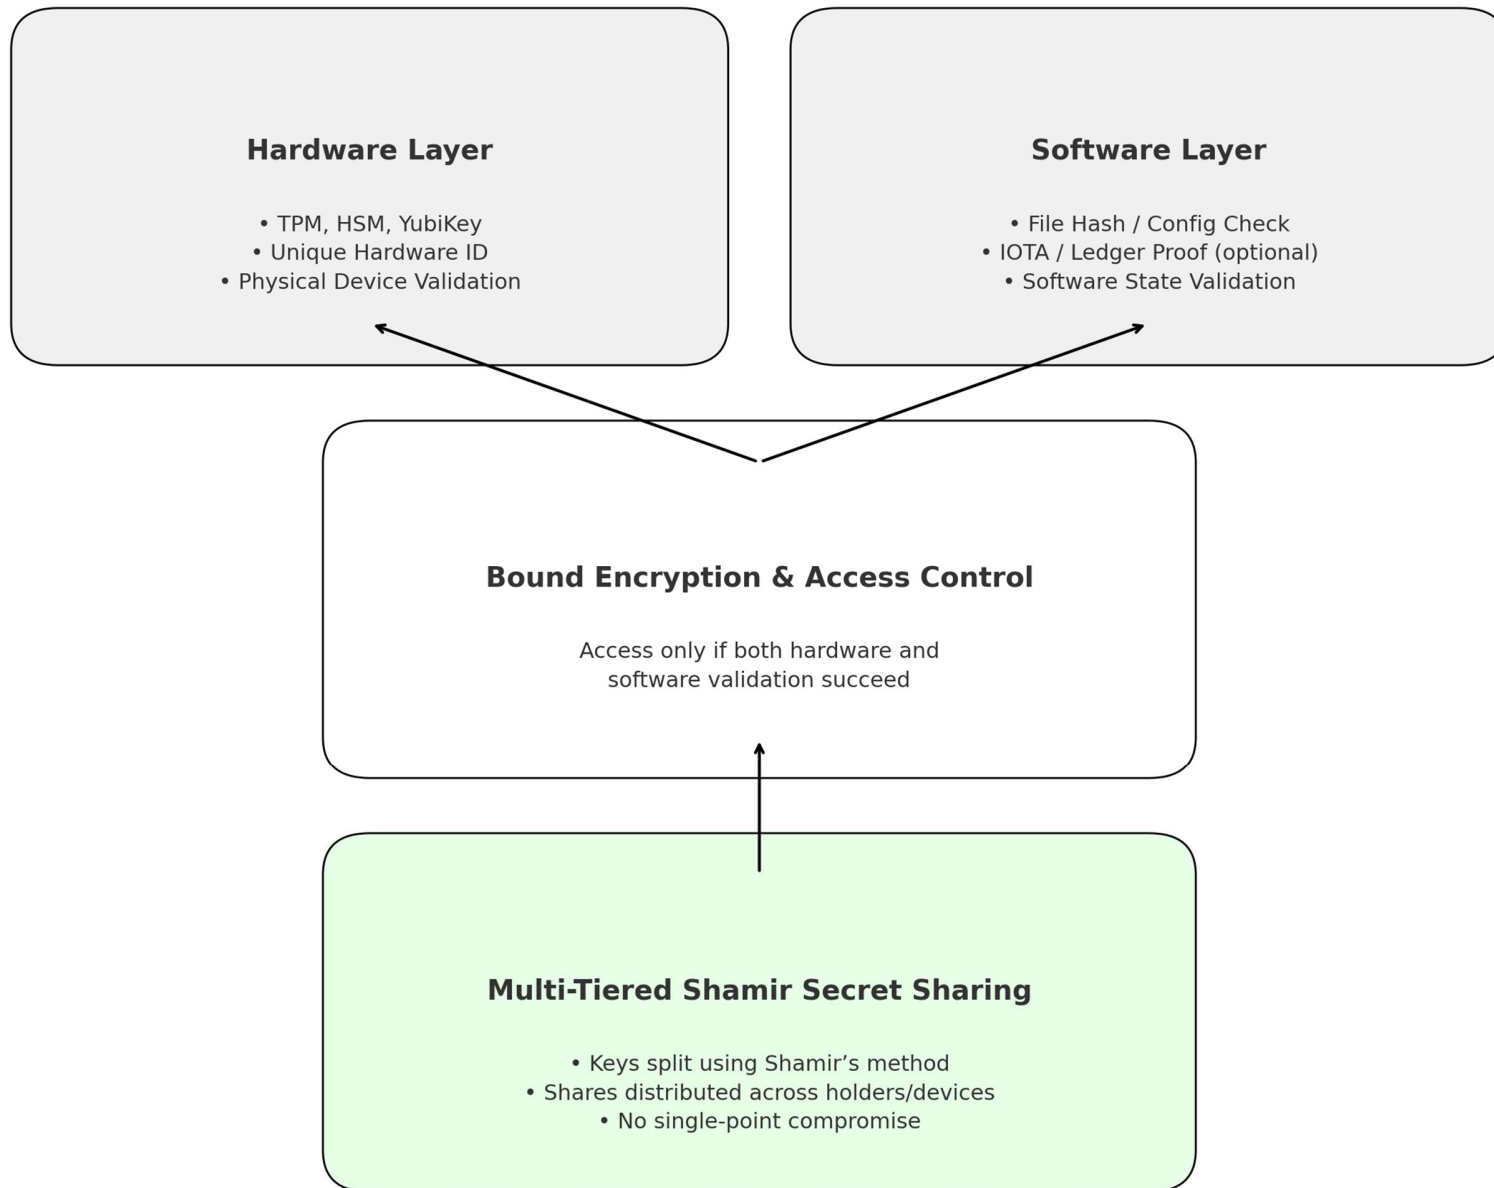 Hardware Layer
• TPM, HSM, YubiKey
• Unique Hardware ID
• Physical Device Validation
Software Layer
• File Hash / Config Check
• IOTA / Ledger Proof (optional)
• Software State Validation
Bound Encryption & Access Control
Access only if both hardware and
software validation succeed
Multi-Tiered Shamir Secret Sharing
• Keys split using Shamir’s method
• Shares distributed across holders/devices
• No single-point compromise